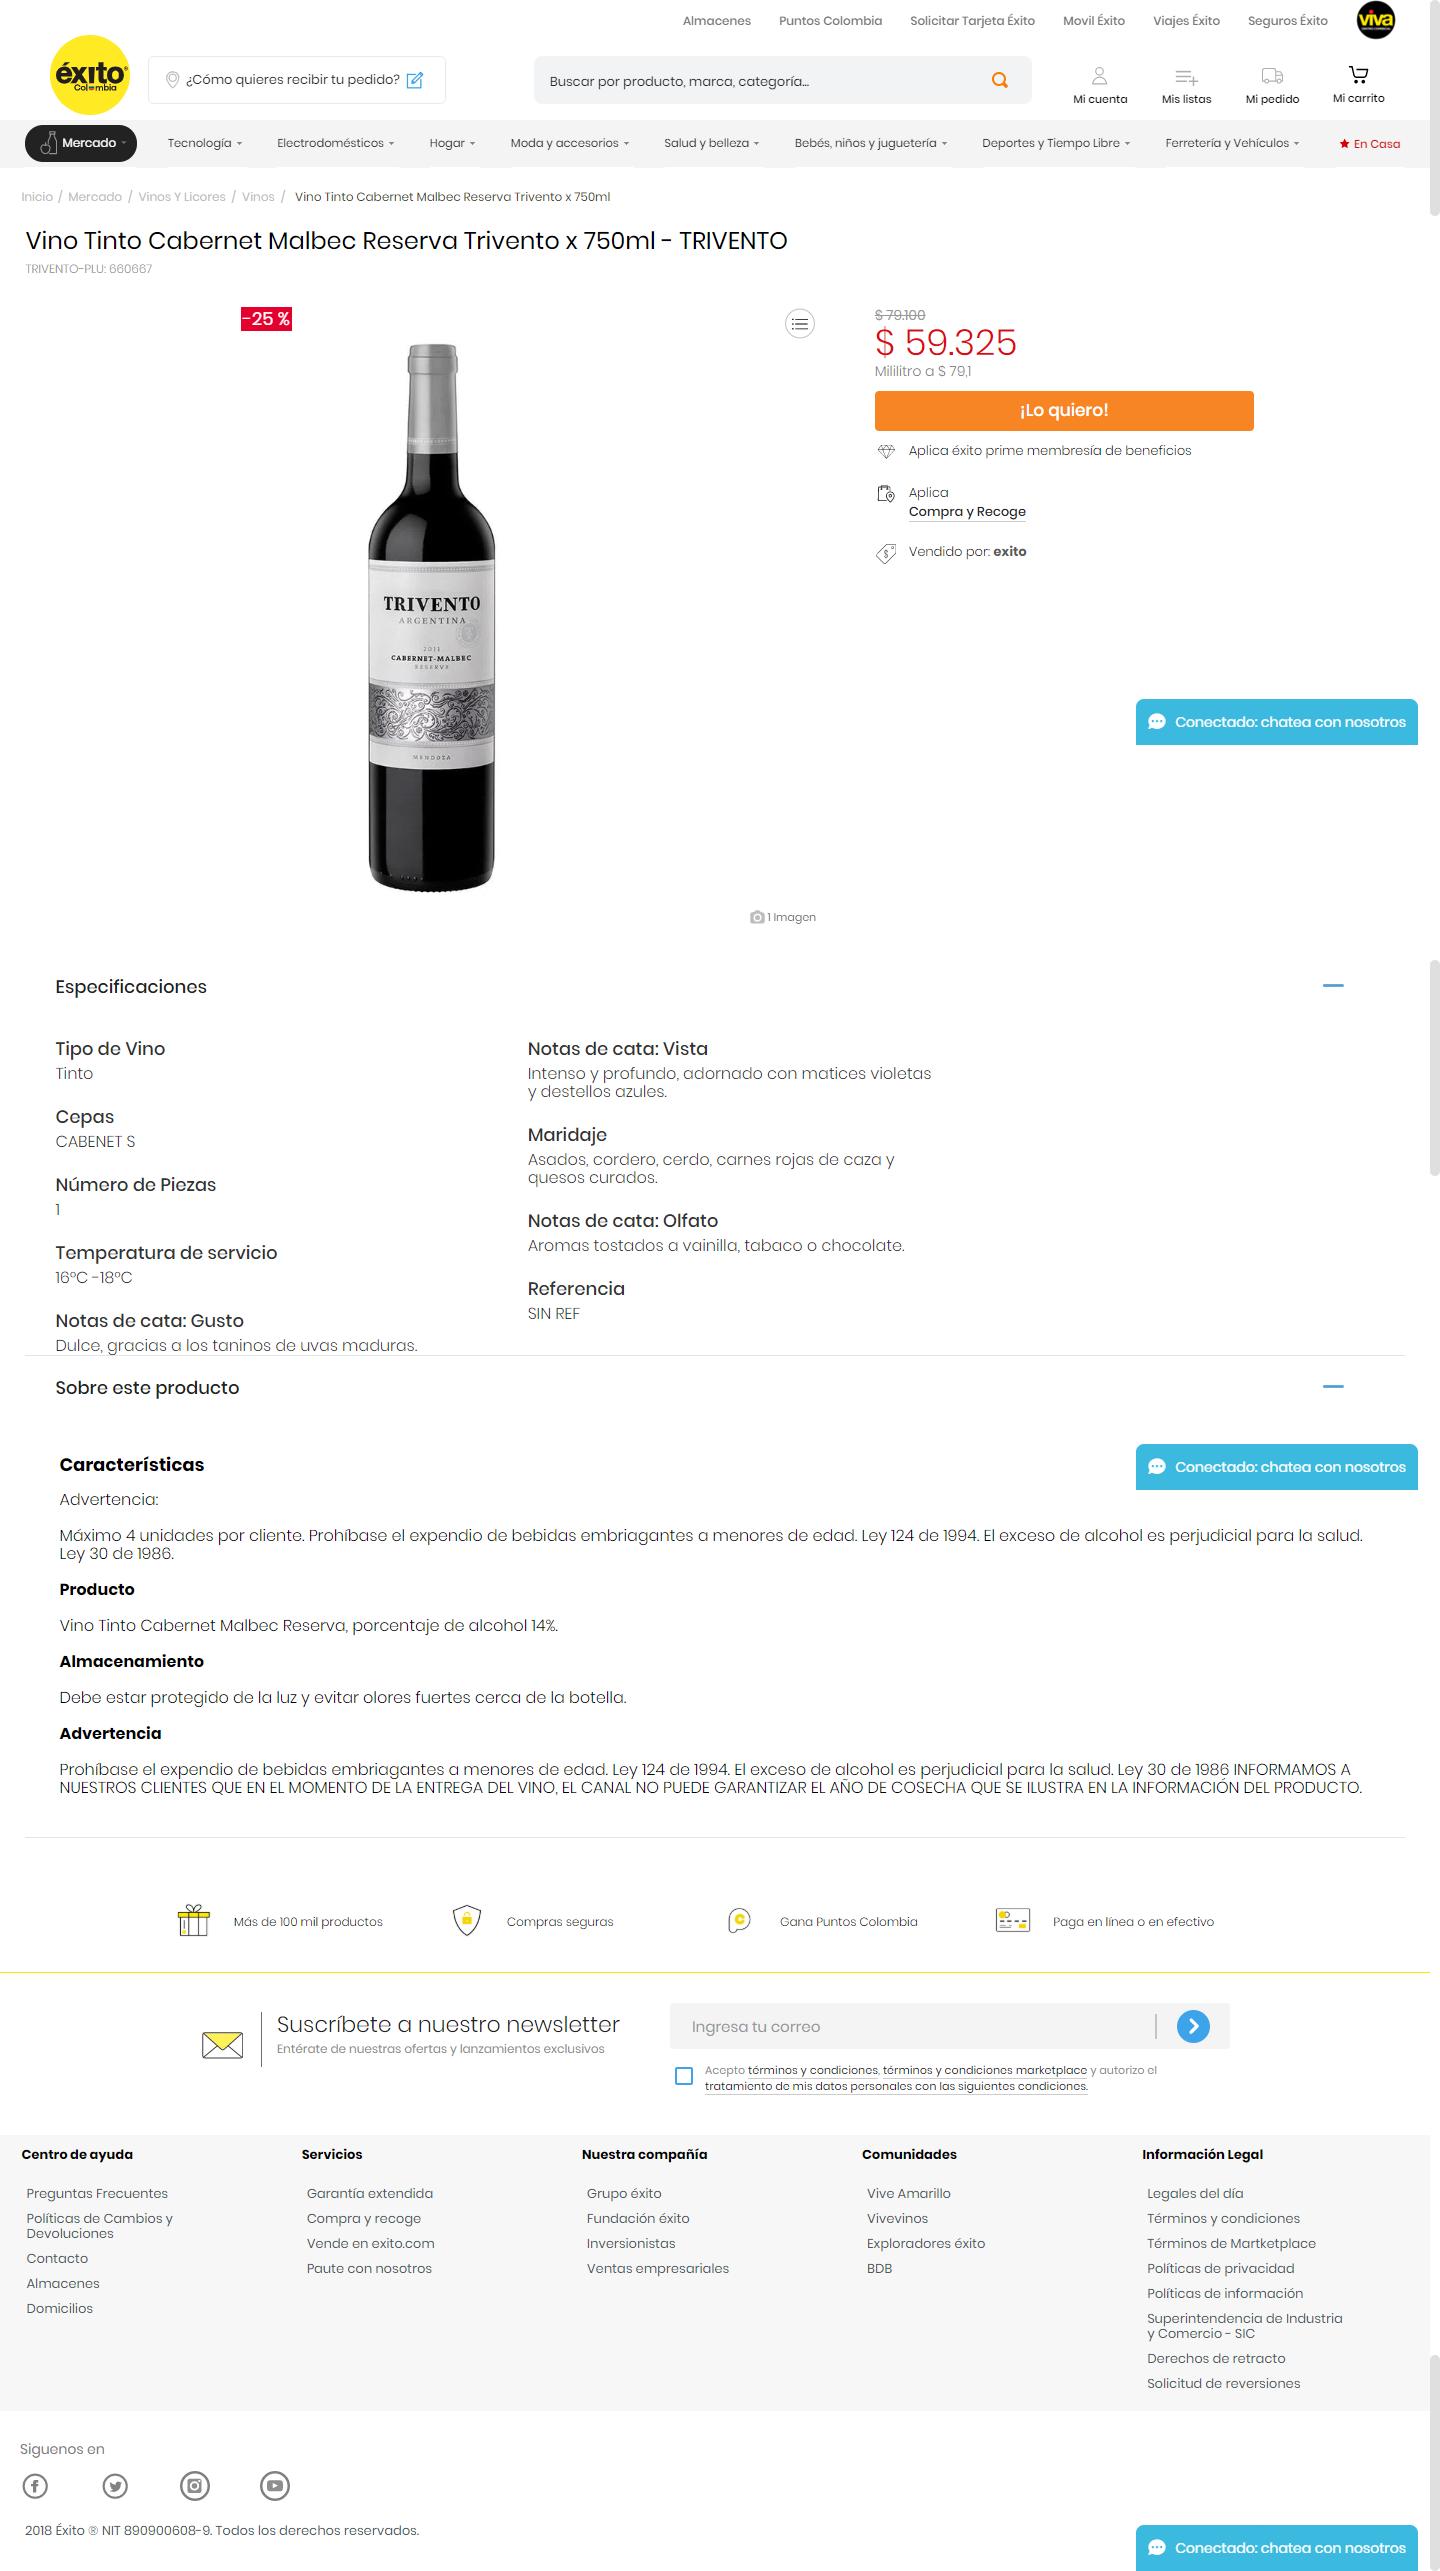 Almacenes Puntos Colombia Solicitar Tarjeta Éxito Movil Éxito Viajes Éxito Seguros Éxito viva
éxito
Colombia
¿Cómo quieres recibir tu pedido?
Buscar por producto, marca, categoría...
Mi cuenta Mis listas Mi pedido Mi carrito
Mercado Tecnología Electrodomésticos Hogar Moda y accesorios Salud y belleza Bebés, niños y juguetería Deportes y Tiempo Libre Ferretería y Vehículos En Casa
Inicio / Mercado / Vinos Y Licores / Vinos / Vino Tinto Cabernet Malbec Reserva Trivento x 750ml
Vino Tinto Cabernet Malbec Reserva Trivento x 750ml - TRIVENTO
TRIVENTO-PLU: 660667
-25 %
TRIVENTO
ARGENTINA
2011
CABERNET-MALBEC
RESERVE
MENDOZA
1 Imagen
$ 79.100
$ 59.325
Mililitro a $ 79,1
¡Lo quiero!
Aplica éxito prime membresía de beneficios
Aplica
Compra y Recoge
Vendido por: exito
Conectado: chatea con nosotros
Especificaciones
Tipo de Vino
Tinto
Cepas
CABENET S
Número de Piezas
1
Temperatura de servicio
16°C -18°C
Notas de cata: Gusto
Dulce, gracias a los taninos de uvas maduras.
Notas de cata: Vista
Intenso y profundo, adornado con matices violetas
y destellos azules.
Maridaje
Asados, cordero, cerdo, carnes rojas de caza y
quesos curados.
Notas de cata: Olfato
Aromas tostados a vainilla, tabaco o chocolate.
Referencia
SIN REF
Sobre este producto
Conectado: chatea con nosotros
Características
Advertencia:
Máximo 4 unidades por cliente. Prohíbase el expendio de bebidas embriagantes a menores de edad. Ley 124 de 1994. El exceso de alcohol es perjudicial para la salud.
Ley 30 de 1986.
Producto
Vino Tinto Cabernet Malbec Reserva, porcentaje de alcohol 14%.
Almacenamiento
Debe estar protegido de la luz y evitar olores fuertes cerca de la botella.
Advertencia
Prohíbase el expendio de bebidas embriagantes a menores de edad. Ley 124 de 1994. El exceso de alcohol es perjudicial para la salud. Ley 30 de 1986 INFORMAMOS A
NUESTROS CLIENTES QUE EN EL MOMENTO DE LA ENTREGA DEL VINO, EL CANAL NO PUEDE GARANTIZAR EL AÑO DE COSECHA QUE SE ILUSTRA EN LA INFORMACIÓN DEL PRODUCTO.
Más de 100 mil productos Compras seguras Gana Puntos Colombia Paga en línea o en efectivo
Suscríbete a nuestro newsletter
Entérate de nuestras ofertas y lanzamientos exclusivos
Ingresa tu correo
Acepto términos y condiciones, términos y condiciones marketplace y autorizo el
tratamiento de mis datos personales con las siguientes condiciones.
Centro de ayuda
Preguntas Frecuentes
Políticas de Cambios y
Devoluciones
Contacto
Almacenes
Domicilios
Servicios
Garantía extendida
Compra y recoge
Vende en exito.com
Paute con nosotros
Nuestra compañía
Grupo éxito
Fundación éxito
Inversionistas
Ventas empresariales
Comunidades
Vive Amarillo
Vivevinos
Exploradores éxito
BDB
Información Legal
Legales del día
Términos y condiciones
Términos de Martketplace
Políticas de privacidad
Políticas de información
Superintendencia de Industria
y Comercio - SIC
Derechos de retracto
Solicitud de reversiones
Siguenos en
2018 Éxito ® NIT 890900608-9. Todos los derechos reservados.
Conectado: chatea con nosotros